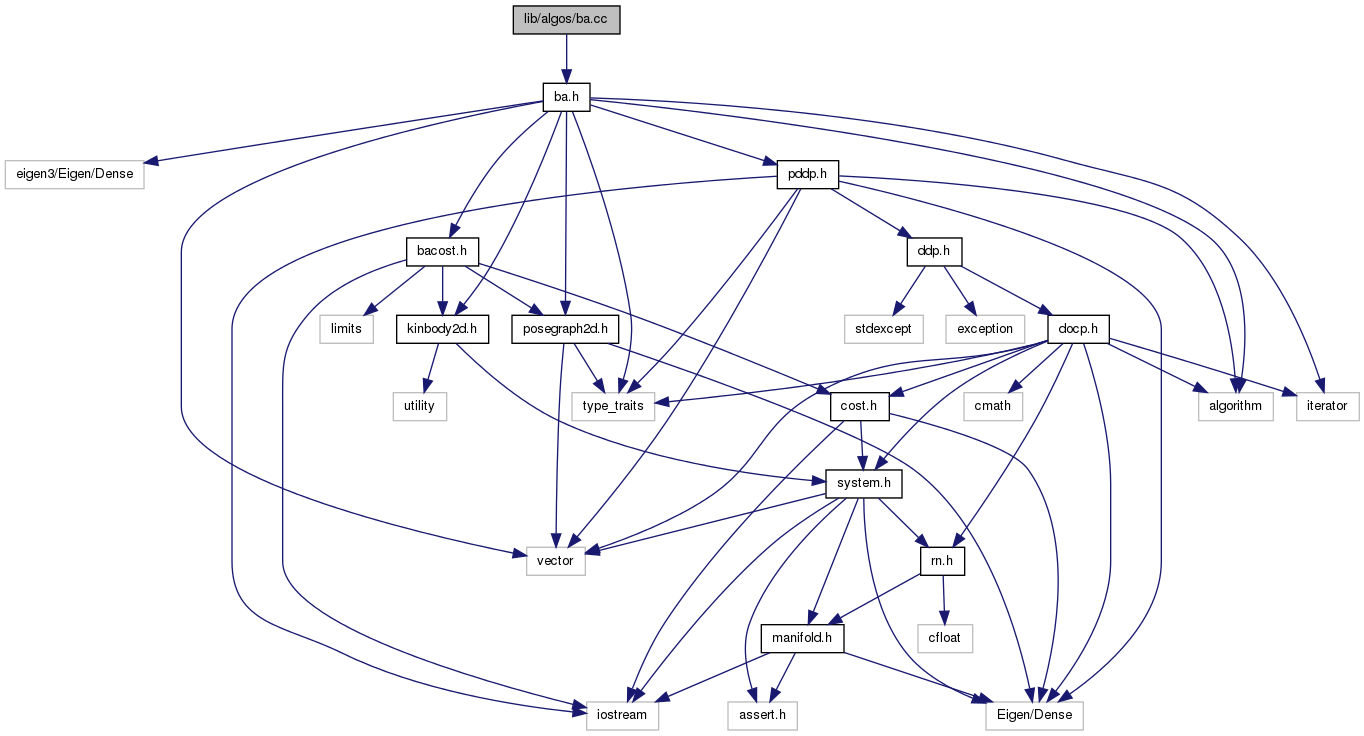 lib/algos/ba.cc
ba.h
eigen3/Eigen/Dense
pddp.h
bacost.h
ddp.h
limits
kinbody2d.h
posegraph2d.h
stdexcept
exception
docp.h
utility
type_traits
cost.h
cmath
algorithm
iterator
system.h
vector
rn.h
manifold.h
cfloat
iostream
assert.h
Eigen/Dense